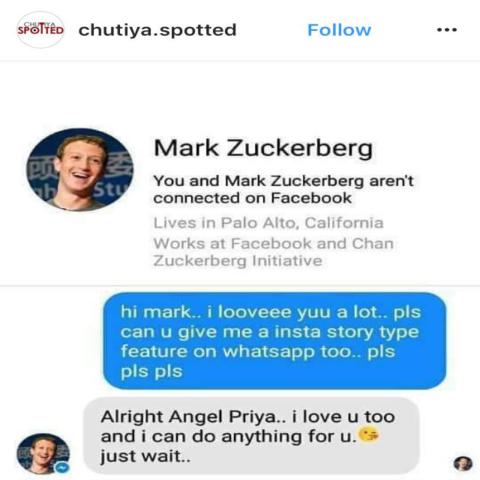 CHUTIYA
SPOTTED
chutiya.spotted
Follow
Mark Zuckerberg
You and Mark Zuckerberg aren't
connected on Facebook
Lives in Palo Alto, California
Works at Facebook and Chan
Zuckerberg Initiative
hi mark.. i looveee yuu a lot.. pls
can u give me a insta story type
feature on whatsapp too.. pls
pls pls
Alright Angel Priya.. i love u too
and i can do anything for u.😘
just wait..